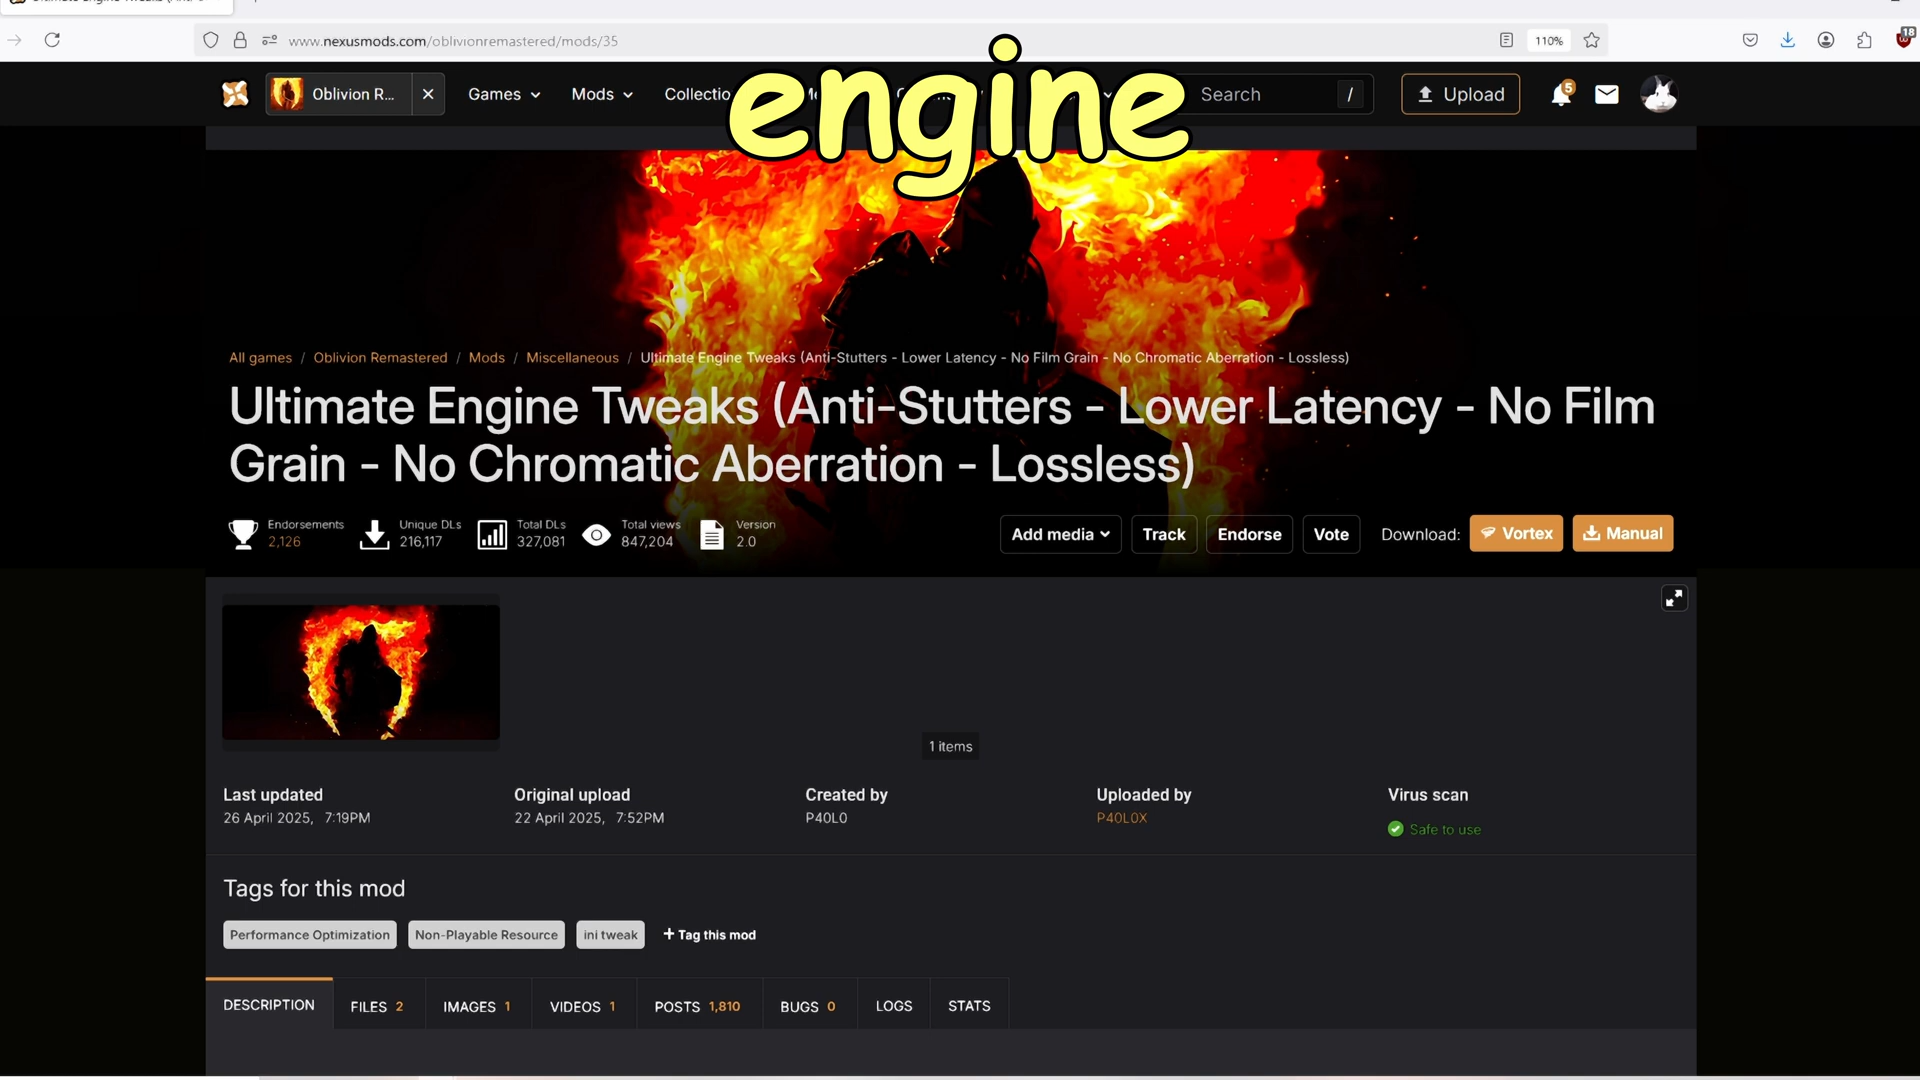 www.nexusmods.com/oblivionremastered/mods/35
110%
18
engine
Oblivion R...
Games
Mods
Search
/
Upload
5
All games / Oblivion Remastered / Mods / Miscellaneous / Ultimate Engine Tweaks (Anti-Stutters - Lower Latency - No Film Grain - No Chromatic Aberration - Lossless)
Ultimate Engine Tweaks (Anti-Stutters - Lower Latency - No Film
Grain - No Chromatic Aberration - Lossless)
Endorsements
2,126
Unique DLs
216,117
Total DLs
327,081
Total views
847,204
Version
2.0
Add media
Track
Endorse
Vote
Download:
Vortex
Manual
1 items
Last updated
26 April 2025, 7:19PM
Original upload
22 April 2025, 7:52PM
Created by
P40L0
Uploaded by
P40L0X
Virus scan
Safe to use
Tags for this mod
Performance Optimization
Non-Playable Resource
ini tweak
+ Tag this mod
DESCRIPTION
FILES 2
IMAGES 1
VIDEOS 1
POSTS 1,810
BUGS 0
LOGS
STATS